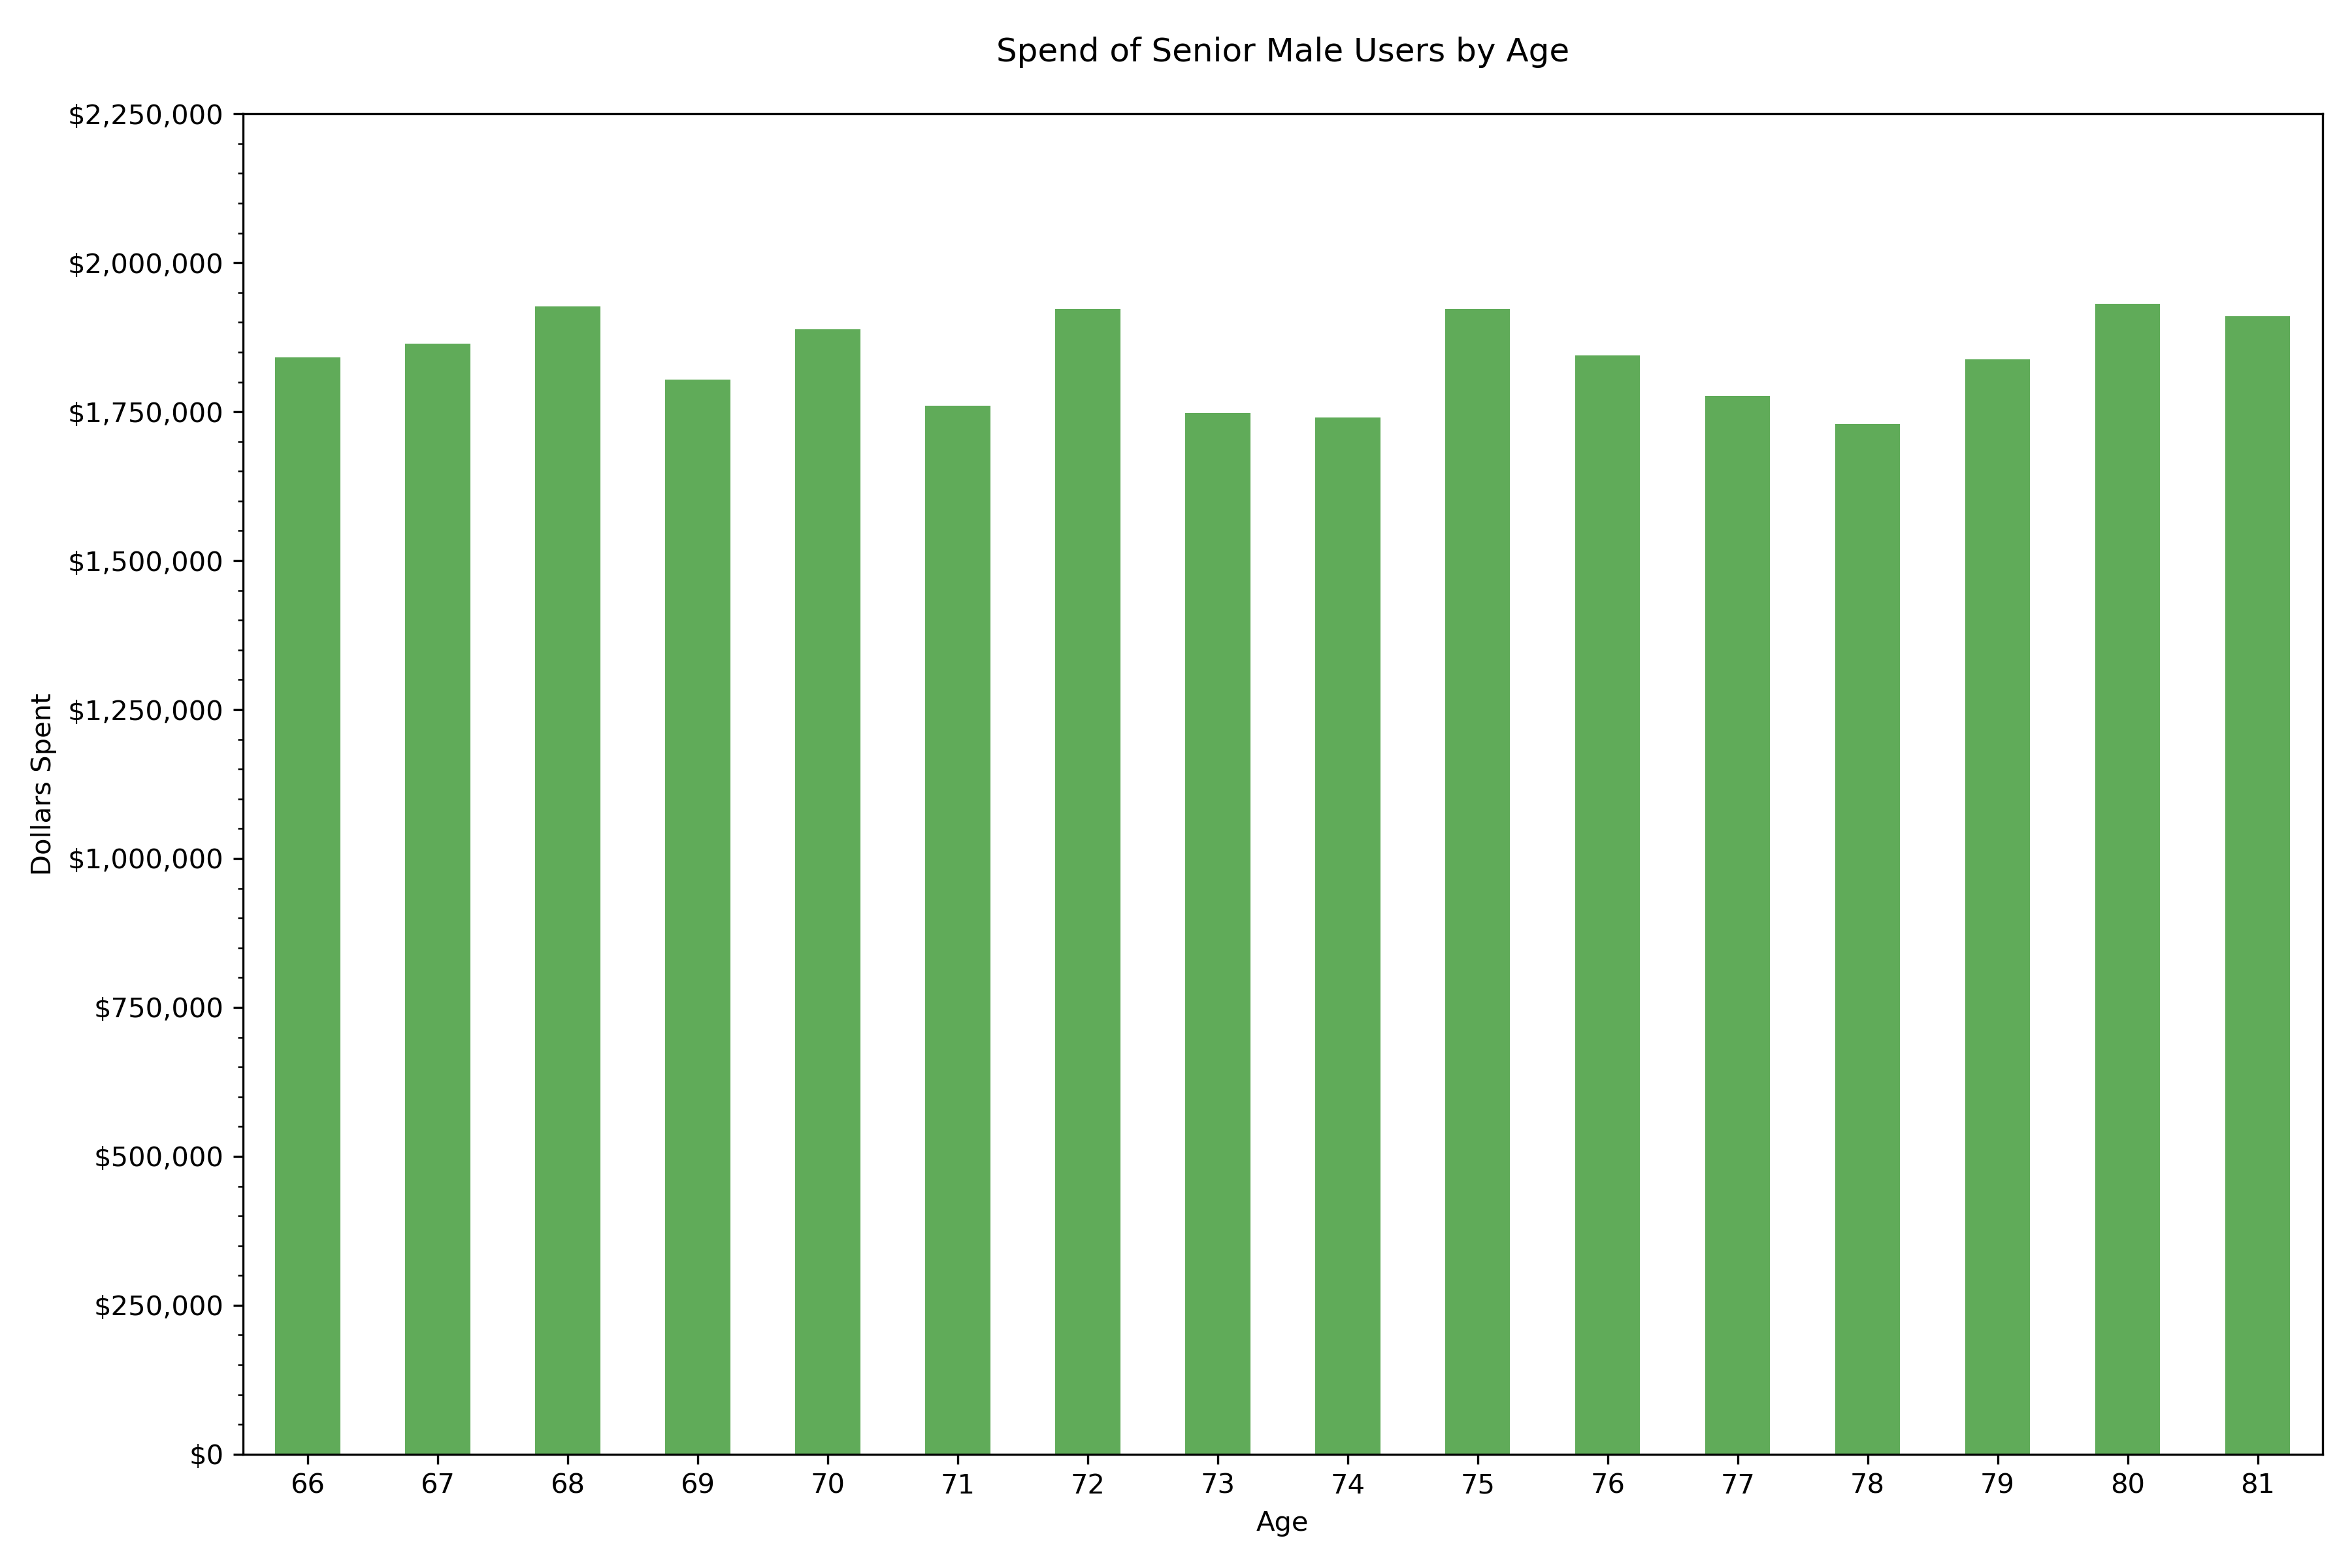 Spend of Senior Male Users by Age
$2,250,000
$2,000,000
$1,750,000
$1,500,000
$1,250,000
$1,000,000
$750,000
$500,000
$250,000
$0
Dollars Spent
66 67 68 69 70 71 72 73 74 75 76 77 78 79 80 81
Age